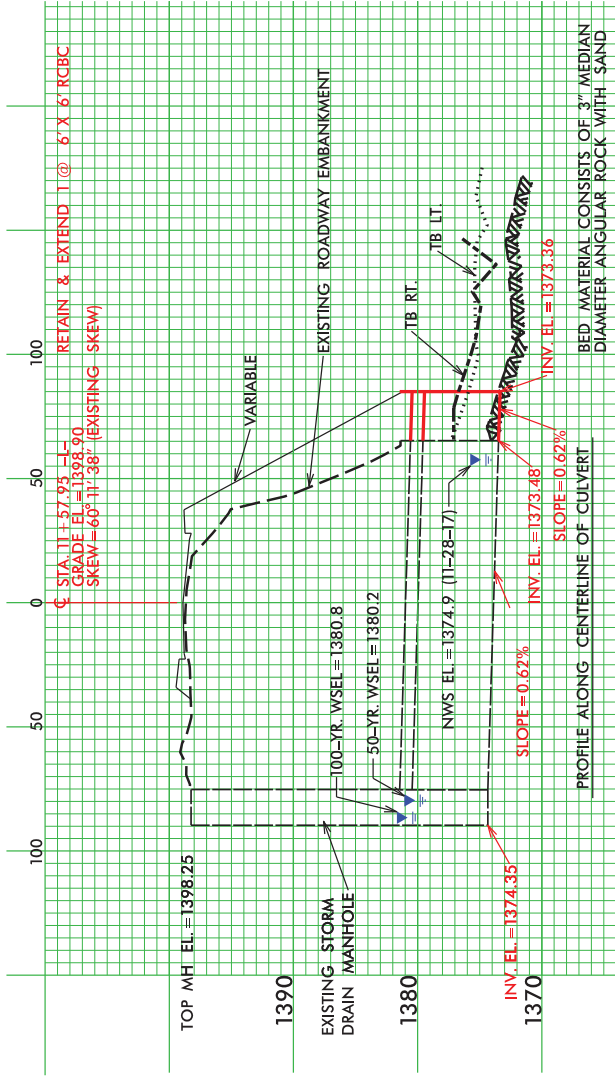 100
50
0
50
100
℄ STA. 11+57.95 -L-
GRADE EL.=1398.90
SKEW=60° 11' 38" (EXISTING SKEW)
RETAIN & EXTEND 1 @ 6' X 6' RCBC
TOP MH EL.=1398.25
VARIABLE
1390
EXISTING STORM
DRAIN MANHOLE
EXISTING ROADWAY EMBANKMENT
100-YR. WSEL=1380.8
50-YR. WSEL=1380.2
1380
NWS EL.=1374.9 (11-28-17)
TB RT.
TB LT.
INV. EL.=1374.35
SLOPE=0.62%
INV. EL.=1373.48
SLOPE=0.62%
INV. EL.=1373.36
1370
PROFILE ALONG CENTERLINE OF CULVERT
BED MATERIAL CONSISTS OF 3" MEDIAN
DIAMETER ANGULAR ROCK WITH SAND